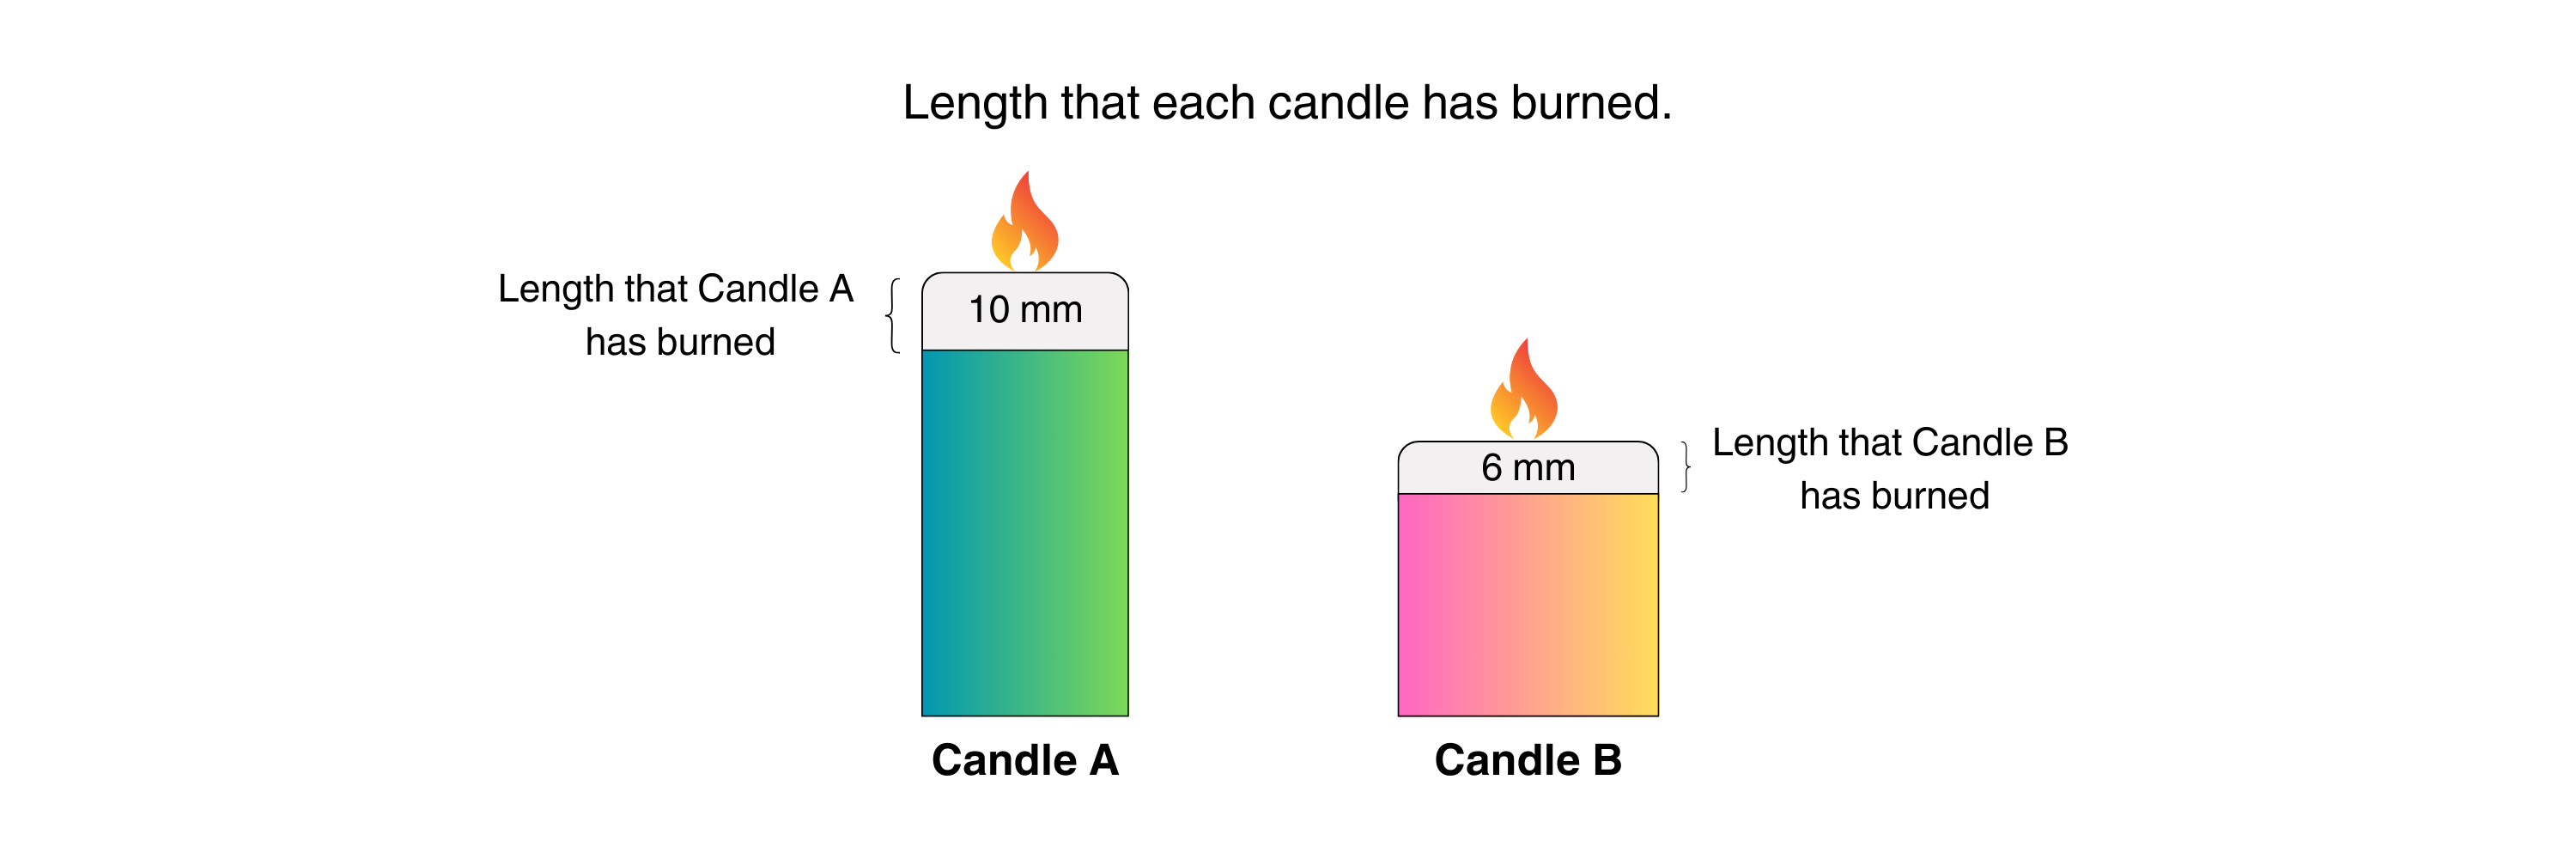 Length that each candle has burned.
Length that Candle A
has burned
10 mm
6 mm
Length that Candle B
has burned
Candle A
Candle B